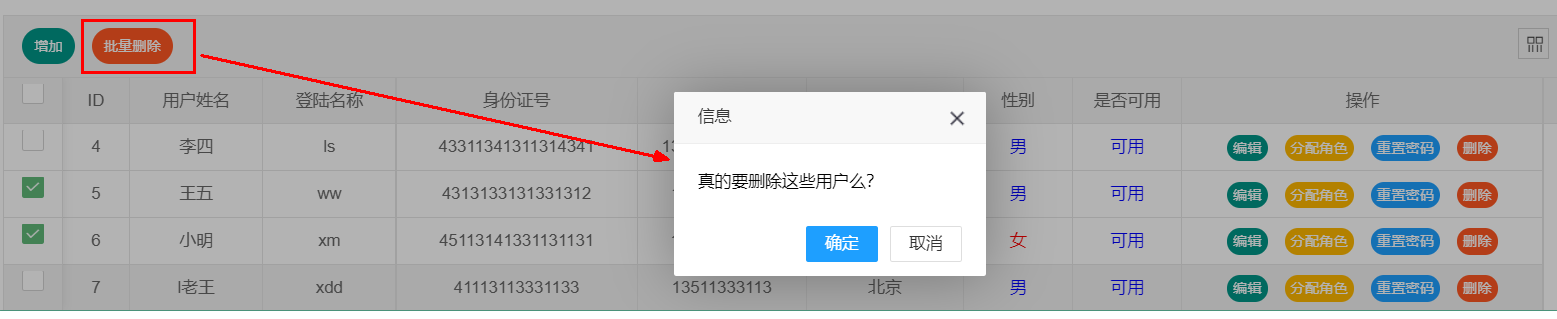 增加 批量删除
ID 用户姓名 登陆名称 身份证号 性别 是否可用 操作
信息
4 李四 ls 43311341311314341 13 男 可用 编辑 分配角色 重置密码 删除
真的要删除这些用户么?
5 王五 ww 4313133131331312 男 可用 编辑 分配角色 重置密码 删除
确定 取消
6 小明 xm 45113141331131131 女 可用 编辑 分配角色 重置密码 删除
7 l老王 xdd 41113113331133 13511333113 北京 男 可用 编辑 分配角色 重置密码 删除